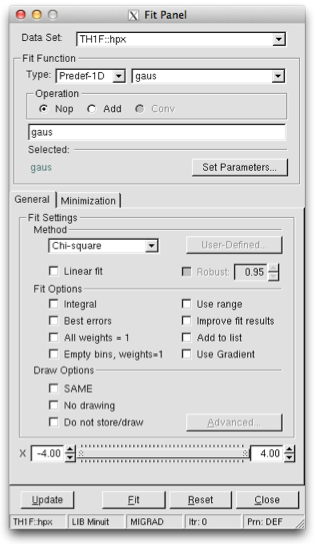 Fit Panel
Data Set: TH1F::hpx
Fit Function
Type: Predef-1D gaus
Operation
Nop Add Conv
gaus
Selected:
gaus Set Parameters...
General Minimization
Fit Settings
Method
Chi-square User-Defined...
Linear fit Robust: 0.95
Fit Options
Integral Use range
Best errors Improve fit results
All weights = 1 Add to list
Empty bins, weights=1 Use Gradient
Draw Options
SAME
No drawing
Do not store/draw Advanced...
X -4.00 4.00
Update Fit Reset Close
TH1F::hpx LIB Minuit MIGRAD Itr: 0 Prn: DEF